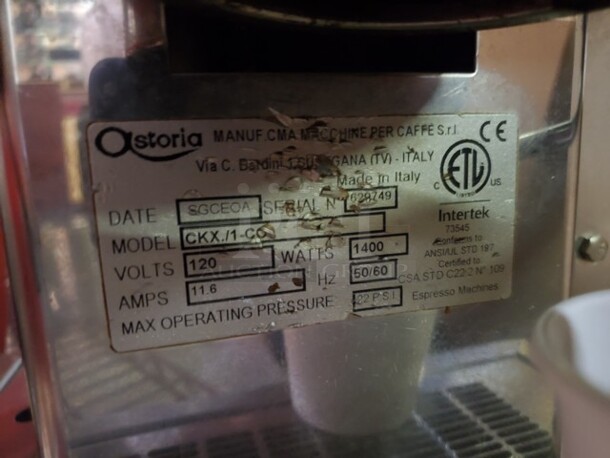 astoria MANUF.CMA MACCHINE PER CAFFE S.r.l. CE
Via C. Bardini, 1 GANA (TV) - ITALY
Made in Italy
ETL
C US
Intertek
73545
Conforms to
ANSI/UL STD 197
Certified to
CSA STD C22.2 N° 109
Espresso Machines
DATE SGCEOA SERIAL N
MODEL CKX./1-CO
VOLTS 120 WATTS 1400
AMPS 11.6 Hz 50/60
MAX OPERATING PRESSURE P.S.I.